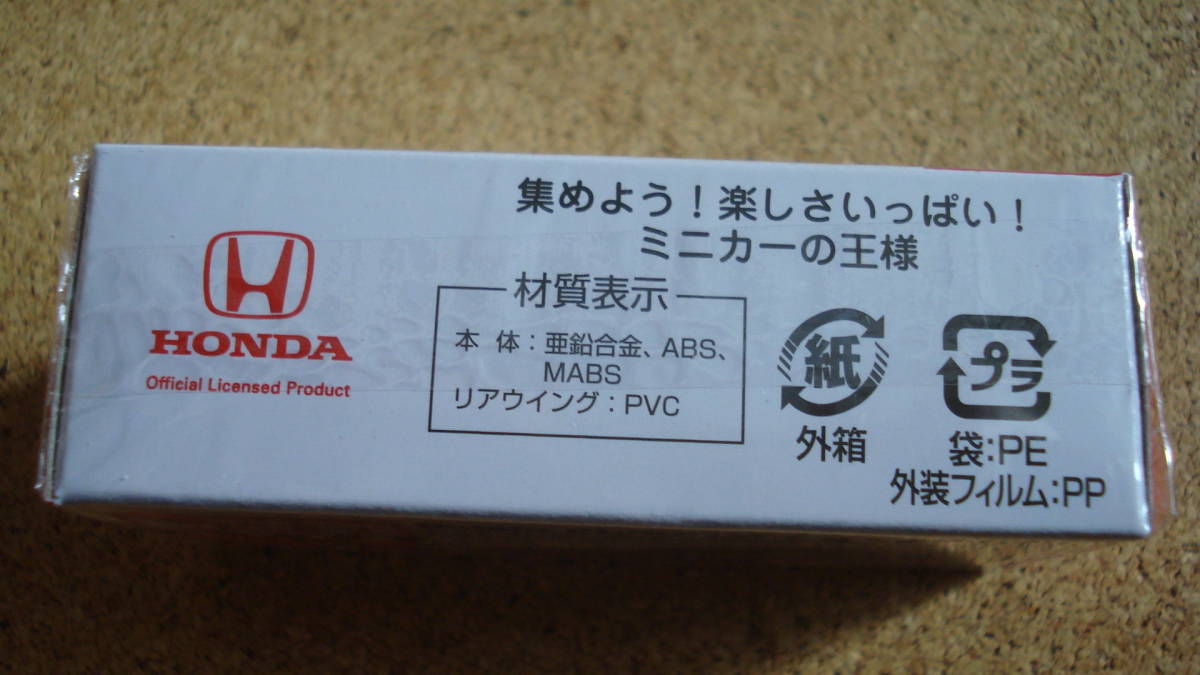 集めよう!楽しさいっぱい!
ミニカーの王様
HONDA
Official Licensed Product
材質表示
本 体:亜鉛合金、ABS、
MABS
リアウイング:PVC
紙
外箱
プラ
袋:PE
外装フィルム:PP